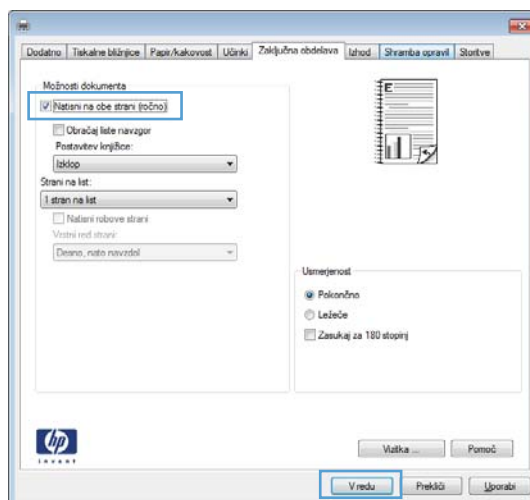 Dodatno Tiskalne bližnjice Papir/kakovost Učinki Zaključna obdelava Izhod Shramba opravil Storitve
Možnosti dokumenta
Natisni na obe strani (ročno)
Obračaj liste navzgor
Postavitev knjižice:
Izklop
Strani na list:
1 stran na list
Natisni robove strani
Vrstni red strani:
Desno, nato navzdol
E
Usmerjenost
Pokončno
Ležeče
Zasukaj za 180 stopinj
hp
invent
Vizitka ... Pomoč
V redu Prekliči Uporabi